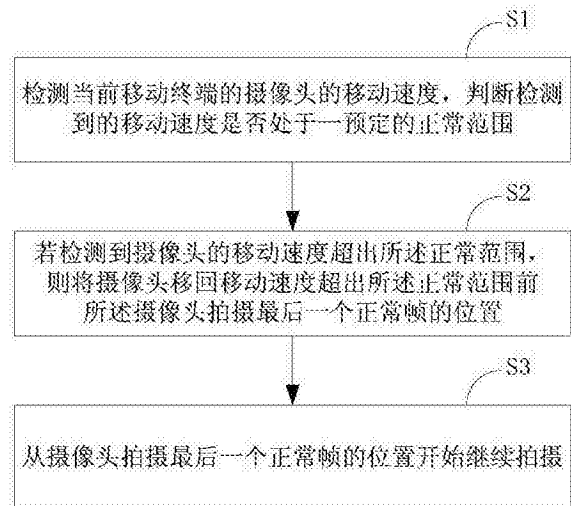 S1
检测当前移动终端的摄像头的移动速度，判断检测
到的移动速度是否处于一预定的正常范围
S2
若检测到摄像头的移动速度超出所述正常范围，
则将摄像头移回移动速度超出所述正常范围前
所述摄像头拍摄最后一个正常帧的位置
S3
从摄像头拍摄最后一个正常帧的位置开始继续拍摄